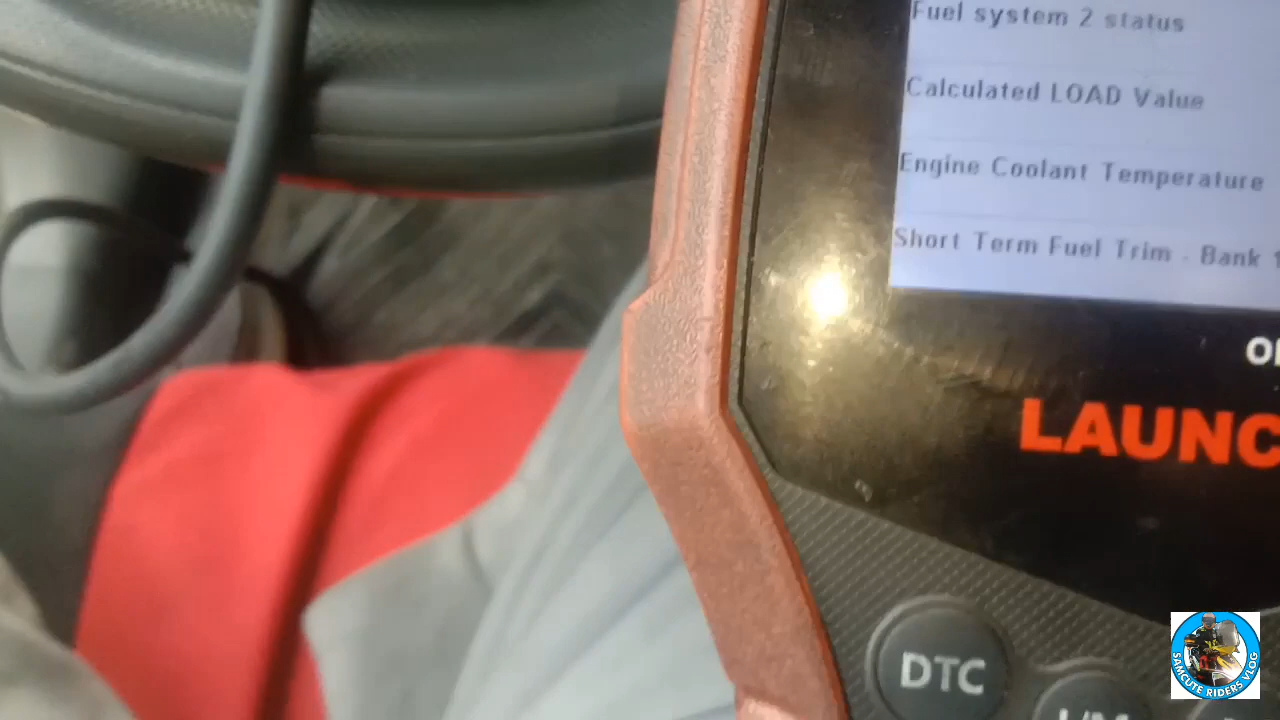 Fuel system 2 status
Calculated LOAD Value
Engine Coolant Temperature
Short Term Fuel Trim - Bank 1
LAUNC
DTC
I/M
SAMCUTE RIDERS VLOG